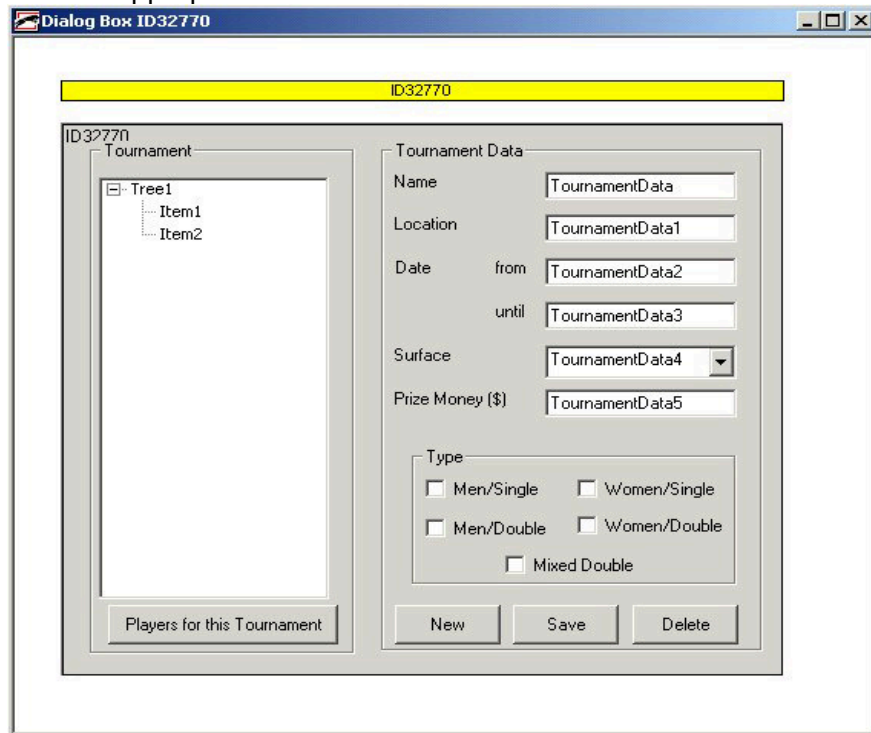 Dialog Box ID32770
ID32770
ID32770
Tournament
Tree1
Item1
Item2
Players for this Tournament
Tournament Data
Name TournamentData
Location TournamentData1
Date from TournamentData2
until TournamentData3
Surface TournamentData4
Prize Money ($) TournamentData5
Type
Men/Single Women/Single
Men/Double Women/Double
Mixed Double
New Save Delete